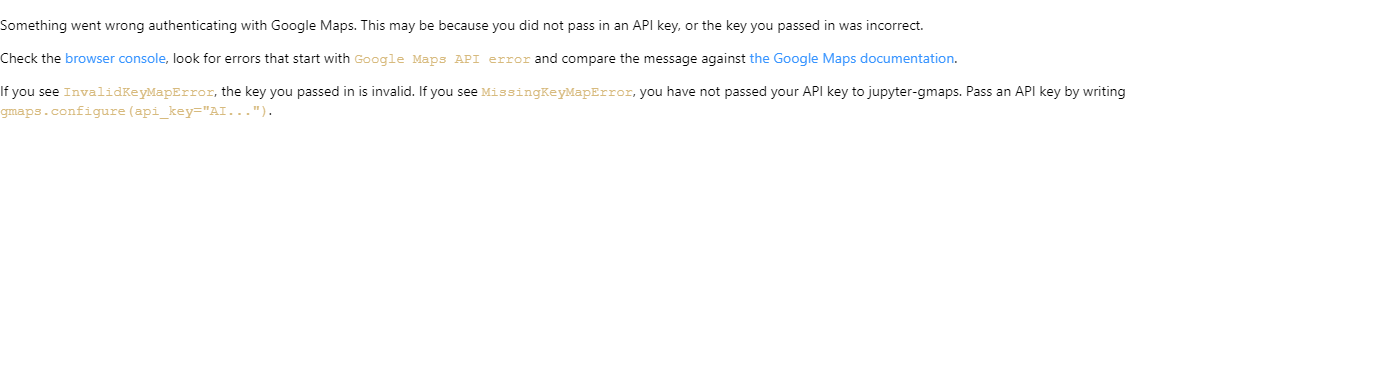 Something went wrong authenticating with Google Maps. This may be because you did not pass in an API key, or the key you passed in was incorrect.
Check the browser console, look for errors that start with Google Maps API error and compare the message against the Google Maps documentation.
If you see InvalidKeyMapError, the key you passed in is invalid. If you see MissingKeyMapError, you have not passed your API key to jupyter-gmaps. Pass an API key by writing
gmaps.configure(api_key="AI...").